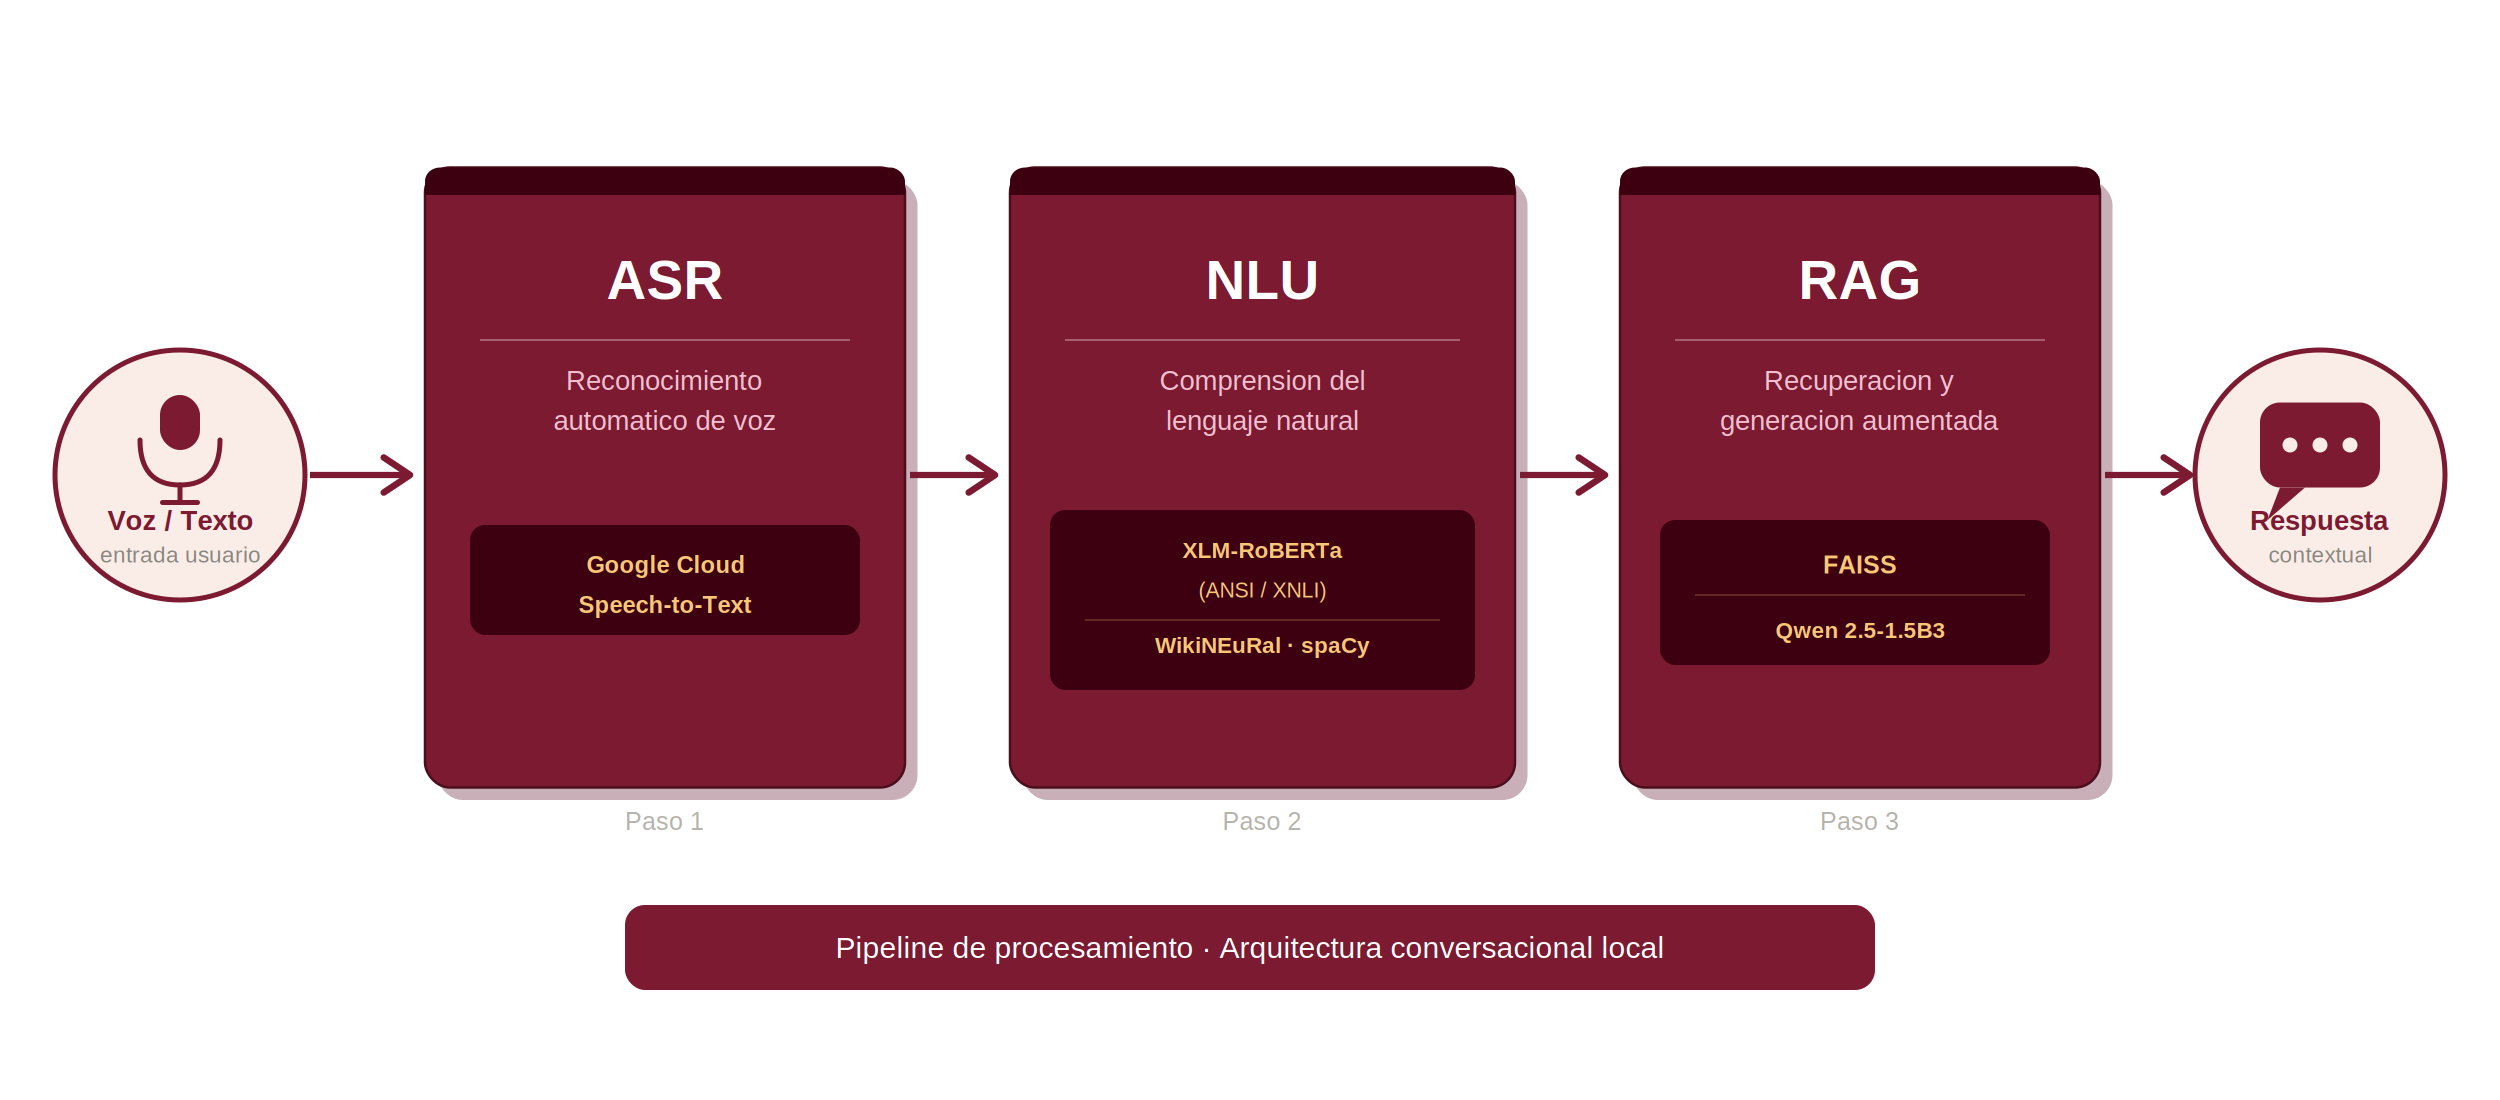 Voz / Texto
entrada usuario
ASR
Reconocimiento
automatico de voz
Google Cloud
Speech-to-Text
Paso 1
NLU
Comprension del
lenguaje natural
XLM-RoBERTa
(ANSI / XNLI)
WikiNEuRal · spaCy
Paso 2
RAG
Recuperacion y
generacion aumentada
FAISS
Qwen 2.5-1.5B3
Paso 3
Respuesta
contextual
Pipeline de procesamiento · Arquitectura conversacional local